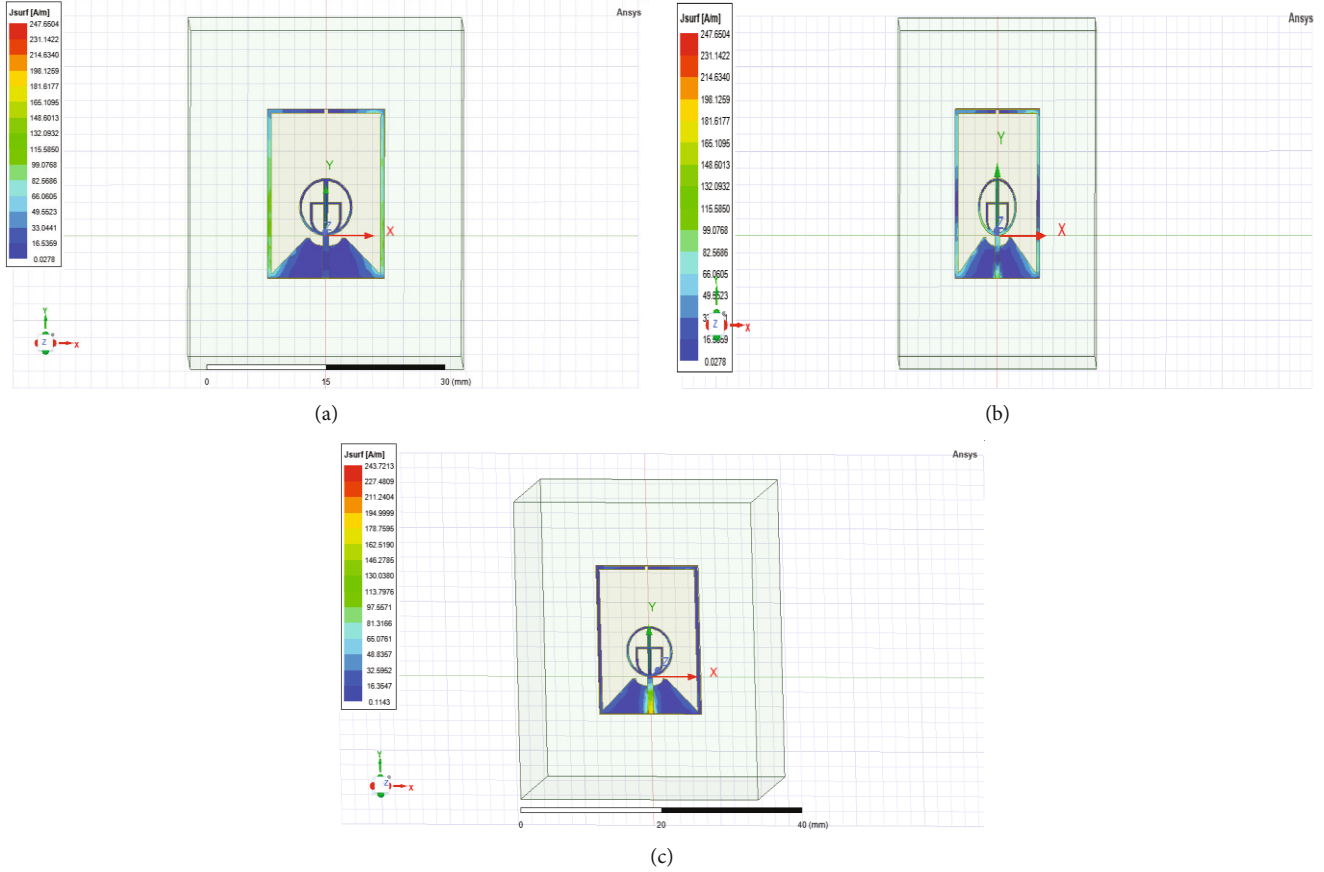 Jsurf [A/m]
247.6504
231.1422
214.6340
198.1259
181.6177
165.1095
148.6013
132.0932
115.5850
99.0768
82.5686
66.0605
49.5523
33.0441
16.5359
0.0278
Ansys
Y
Z
X
Y
Z
X
0 15 30 (mm)
(a)
Jsurf [A/m]
247.6504
231.1422
214.6340
198.1259
181.6177
165.1095
148.6013
132.0932
115.5850
99.0768
82.5686
66.0605
49.5523
16.5359
0.0278
Ansys
Y
Z
X
Y
Z
X
(b)
Jsurf [A/m]
243.7213
227.4809
211.2404
194.9999
178.7595
162.5190
146.2785
130.0380
113.7976
97.5571
81.3166
65.0761
48.8357
32.5952
16.3547
0.1143
Ansys
Y
Z
X
Y
Z
X
0 20 40 (mm)
(c)